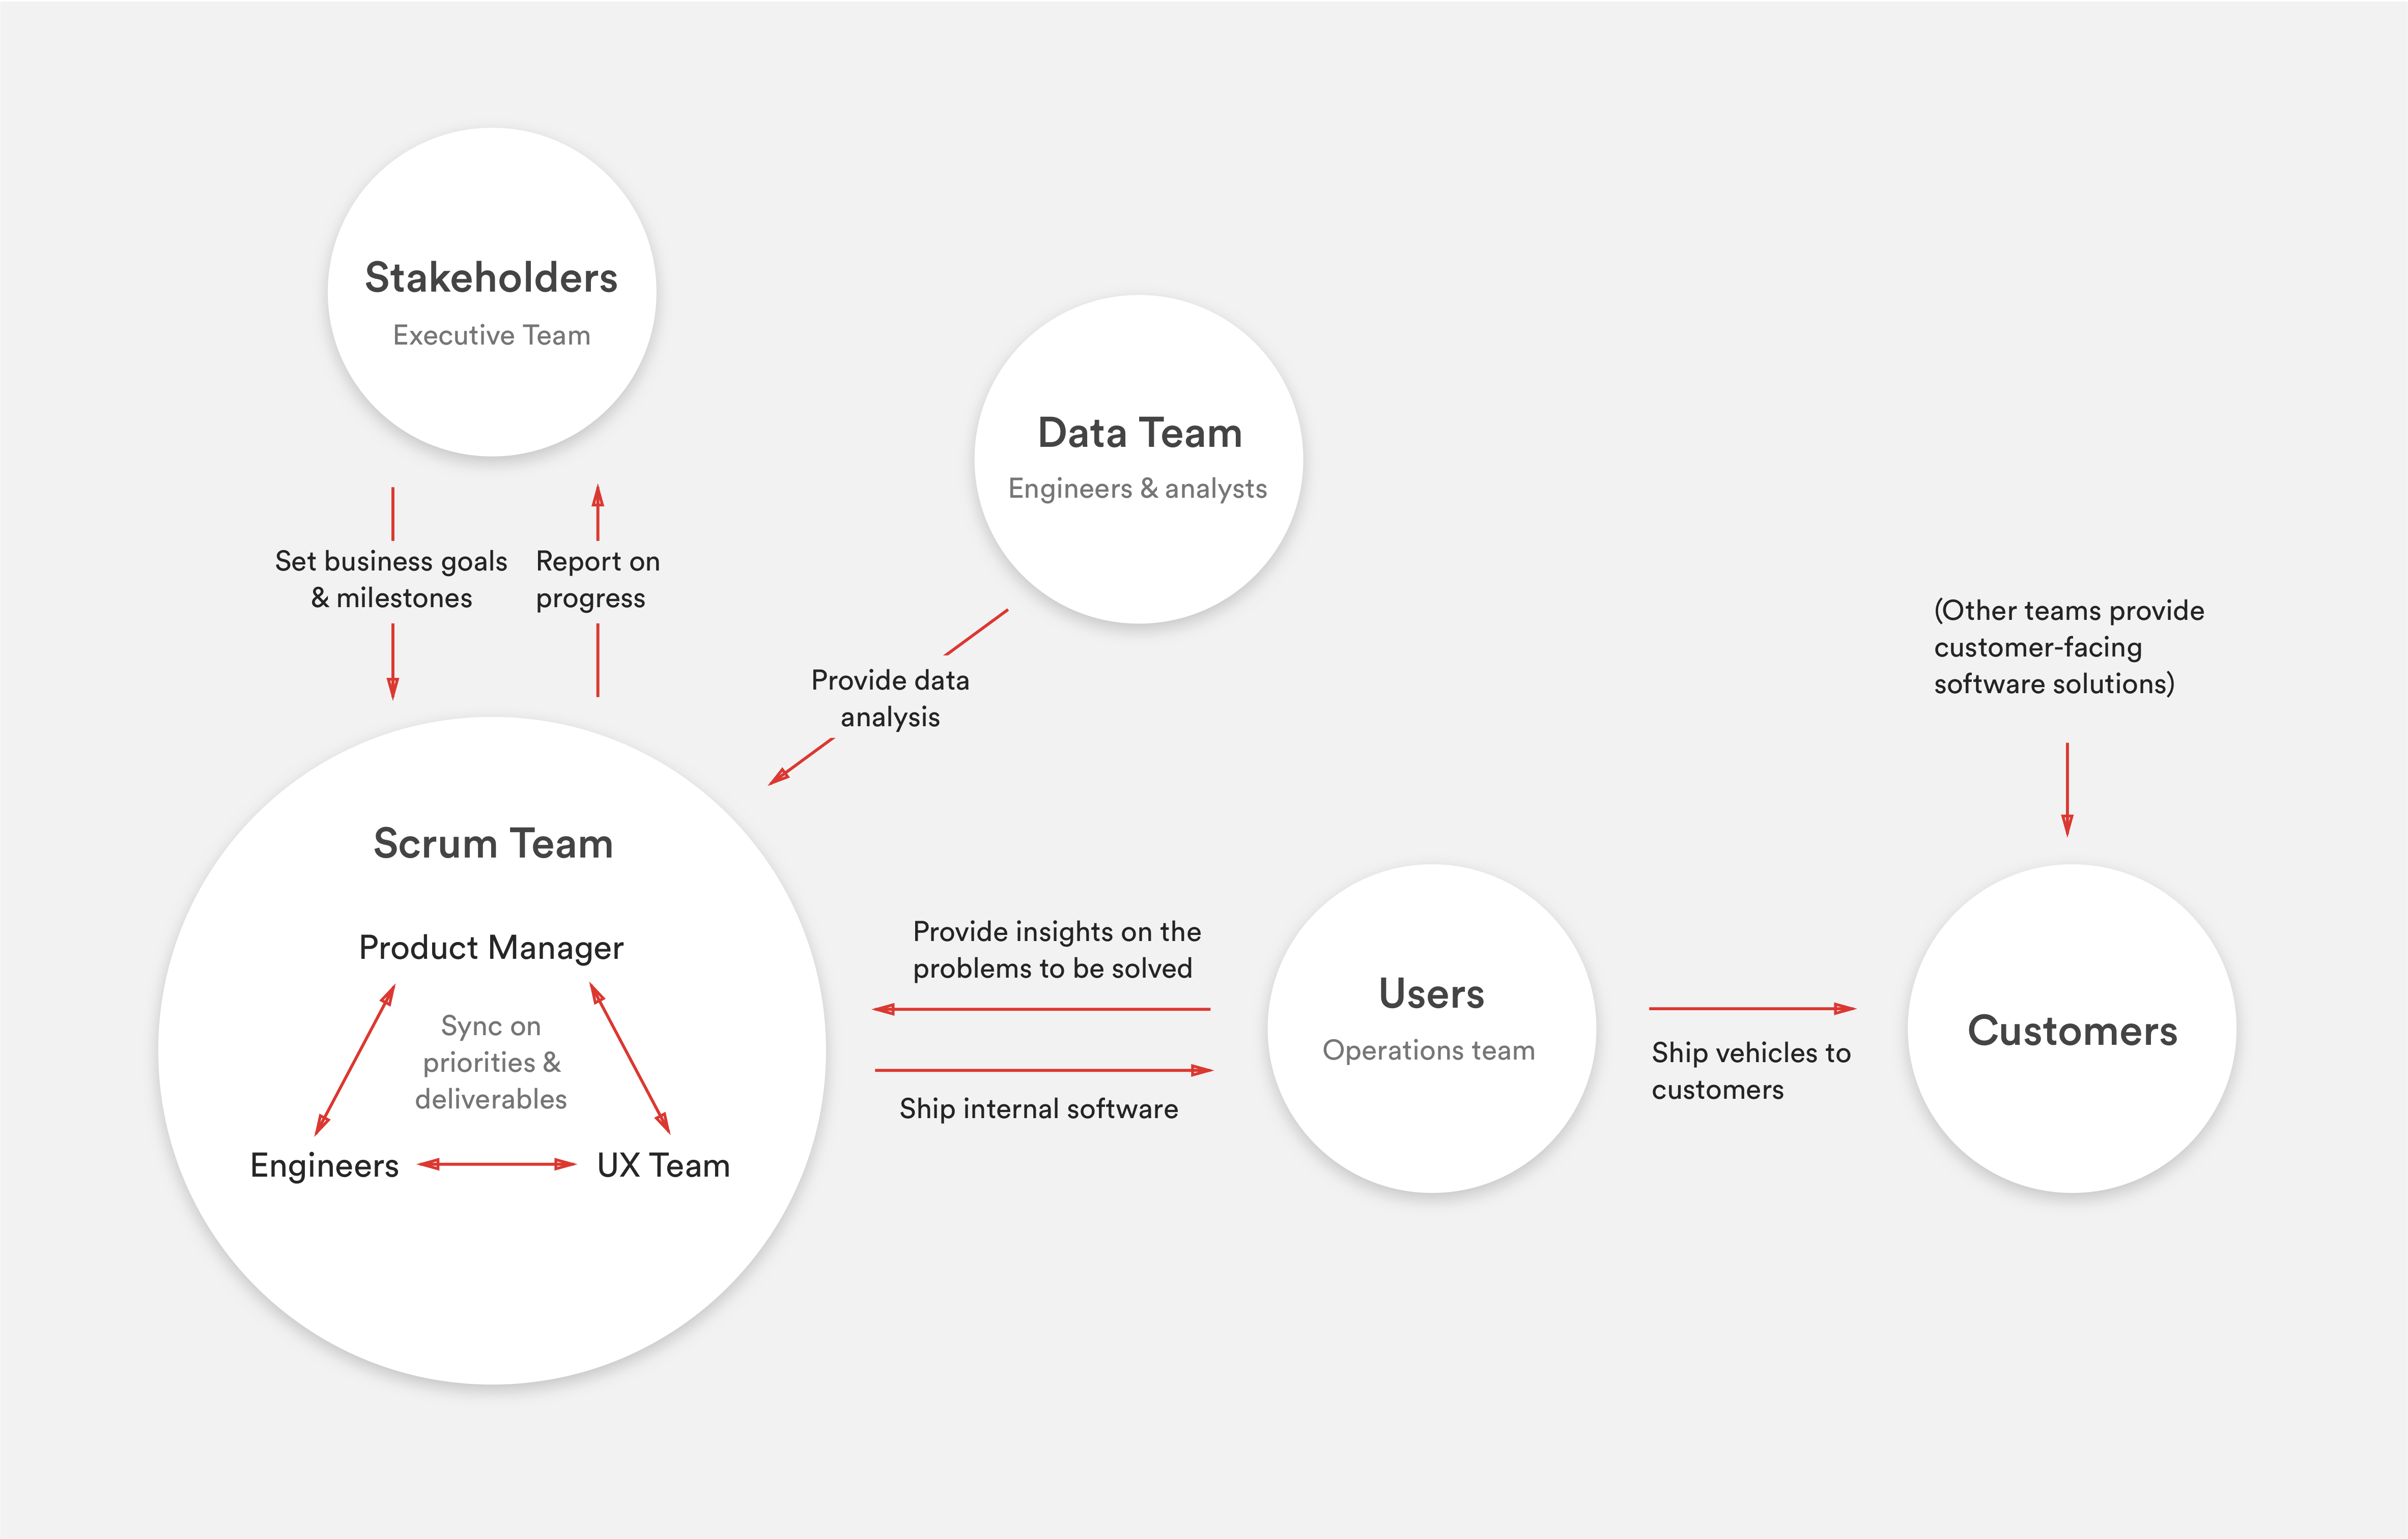 Stakeholders
Executive Team
Data Team
Engineers & analysts
Set business goals
& milestones
Report on
progress
Provide data
analysis
(Other teams provide
customer-facing
software solutions)
Scrum Team
Product Manager
Sync on
priorities &
deliverables
Engineers
UX Team
Provide insights on the
problems to be solved
Ship internal software
Users
Operations team
Ship vehicles to
customers
Customers